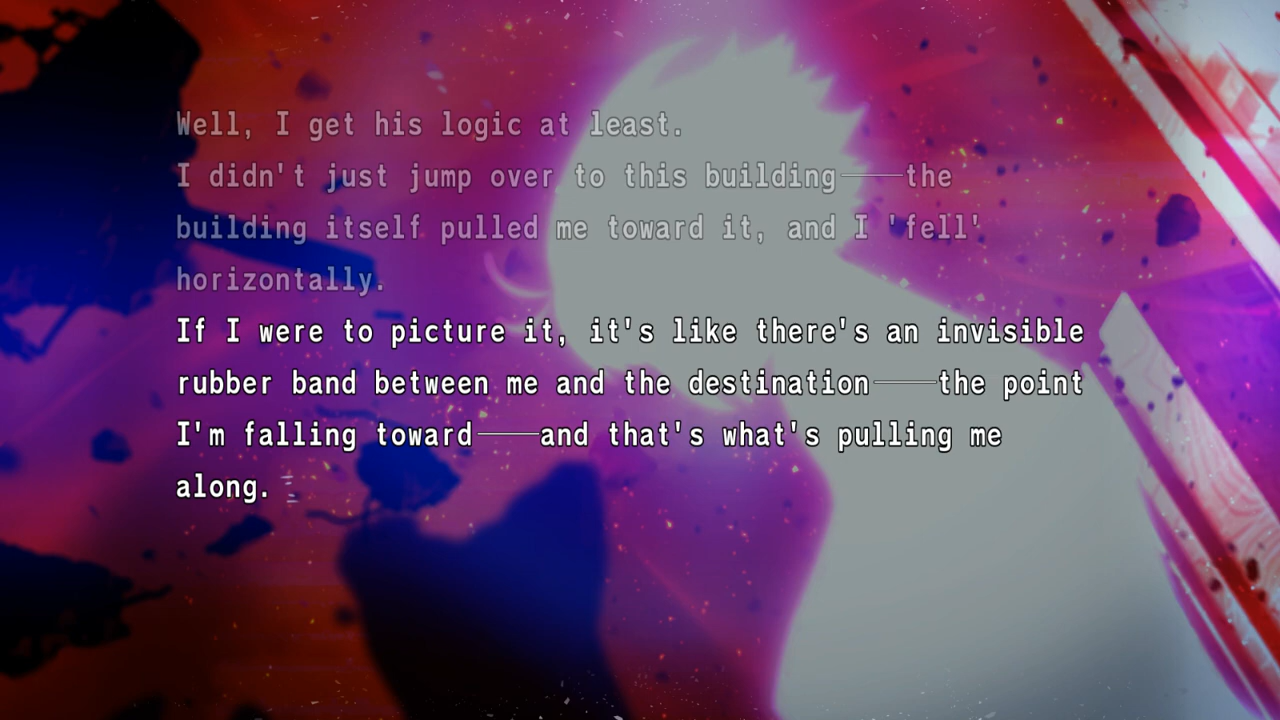 Well, I get his logic at least.
I didn't just jump over to this building──the
building itself pulled me toward it, and I 'fell'
horizontally.
If I were to picture it, it's like there's an invisible
rubber band between me and the destination──the point
I'm falling toward──and that's what's pulling me
along.